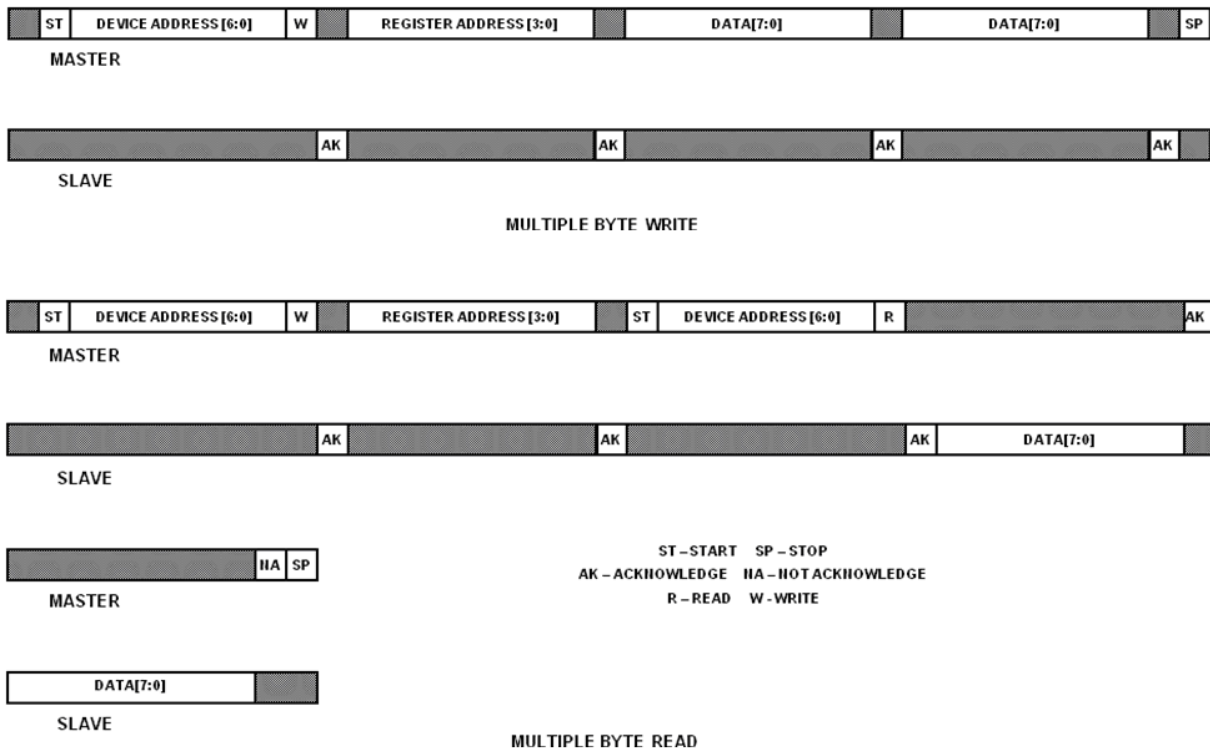 ST DEVICE ADDRESS [6:0] W REGISTER ADDRESS [3:0] DATA[7:0] DATA[7:0] SP
MASTER
AK AK AK AK
SLAVE
MULTIPLE BYTE WRITE
ST DEVICE ADDRESS [6:0] W REGISTER ADDRESS [3:0] ST DEVICE ADDRESS [6:0] R AK
MASTER
AK AK AK DATA[7:0]
SLAVE
NA SP
MASTER
ST – START SP – STOP
AK – ACKNOWLEDGE NA – NOT ACKNOWLEDGE
R – READ W - WRITE
DATA[7:0]
SLAVE
MULTIPLE BYTE READ